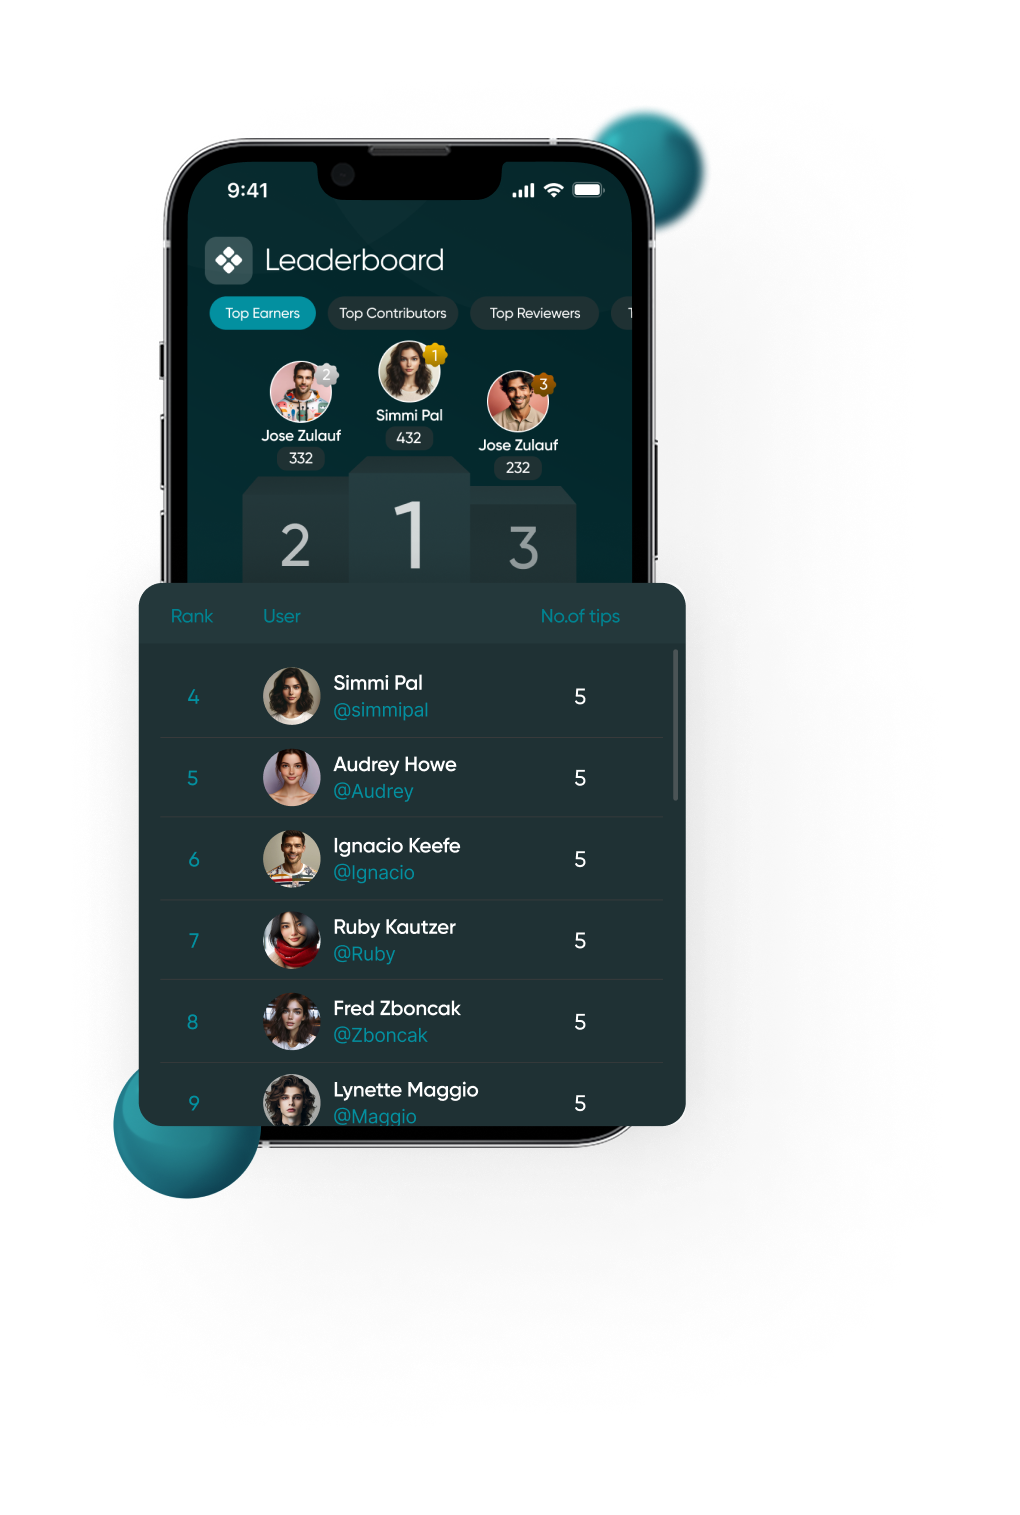 9:41
Leaderboard
Top Earners Top Contributors Top Reviewers T
1
2
3
Simmi Pal
432
Jose Zulauf
332
Jose Zulauf
232
2 1 3
Rank User No.of tips
4 Simmi Pal 5
@simmipal
5 Audrey Howe 5
@Audrey
6 Ignacio Keefe 5
@Ignacio
7 Ruby Kautzer 5
@Ruby
8 Fred Zboncak 5
@Zboncak
9 Lynette Maggio 5
@Maggio